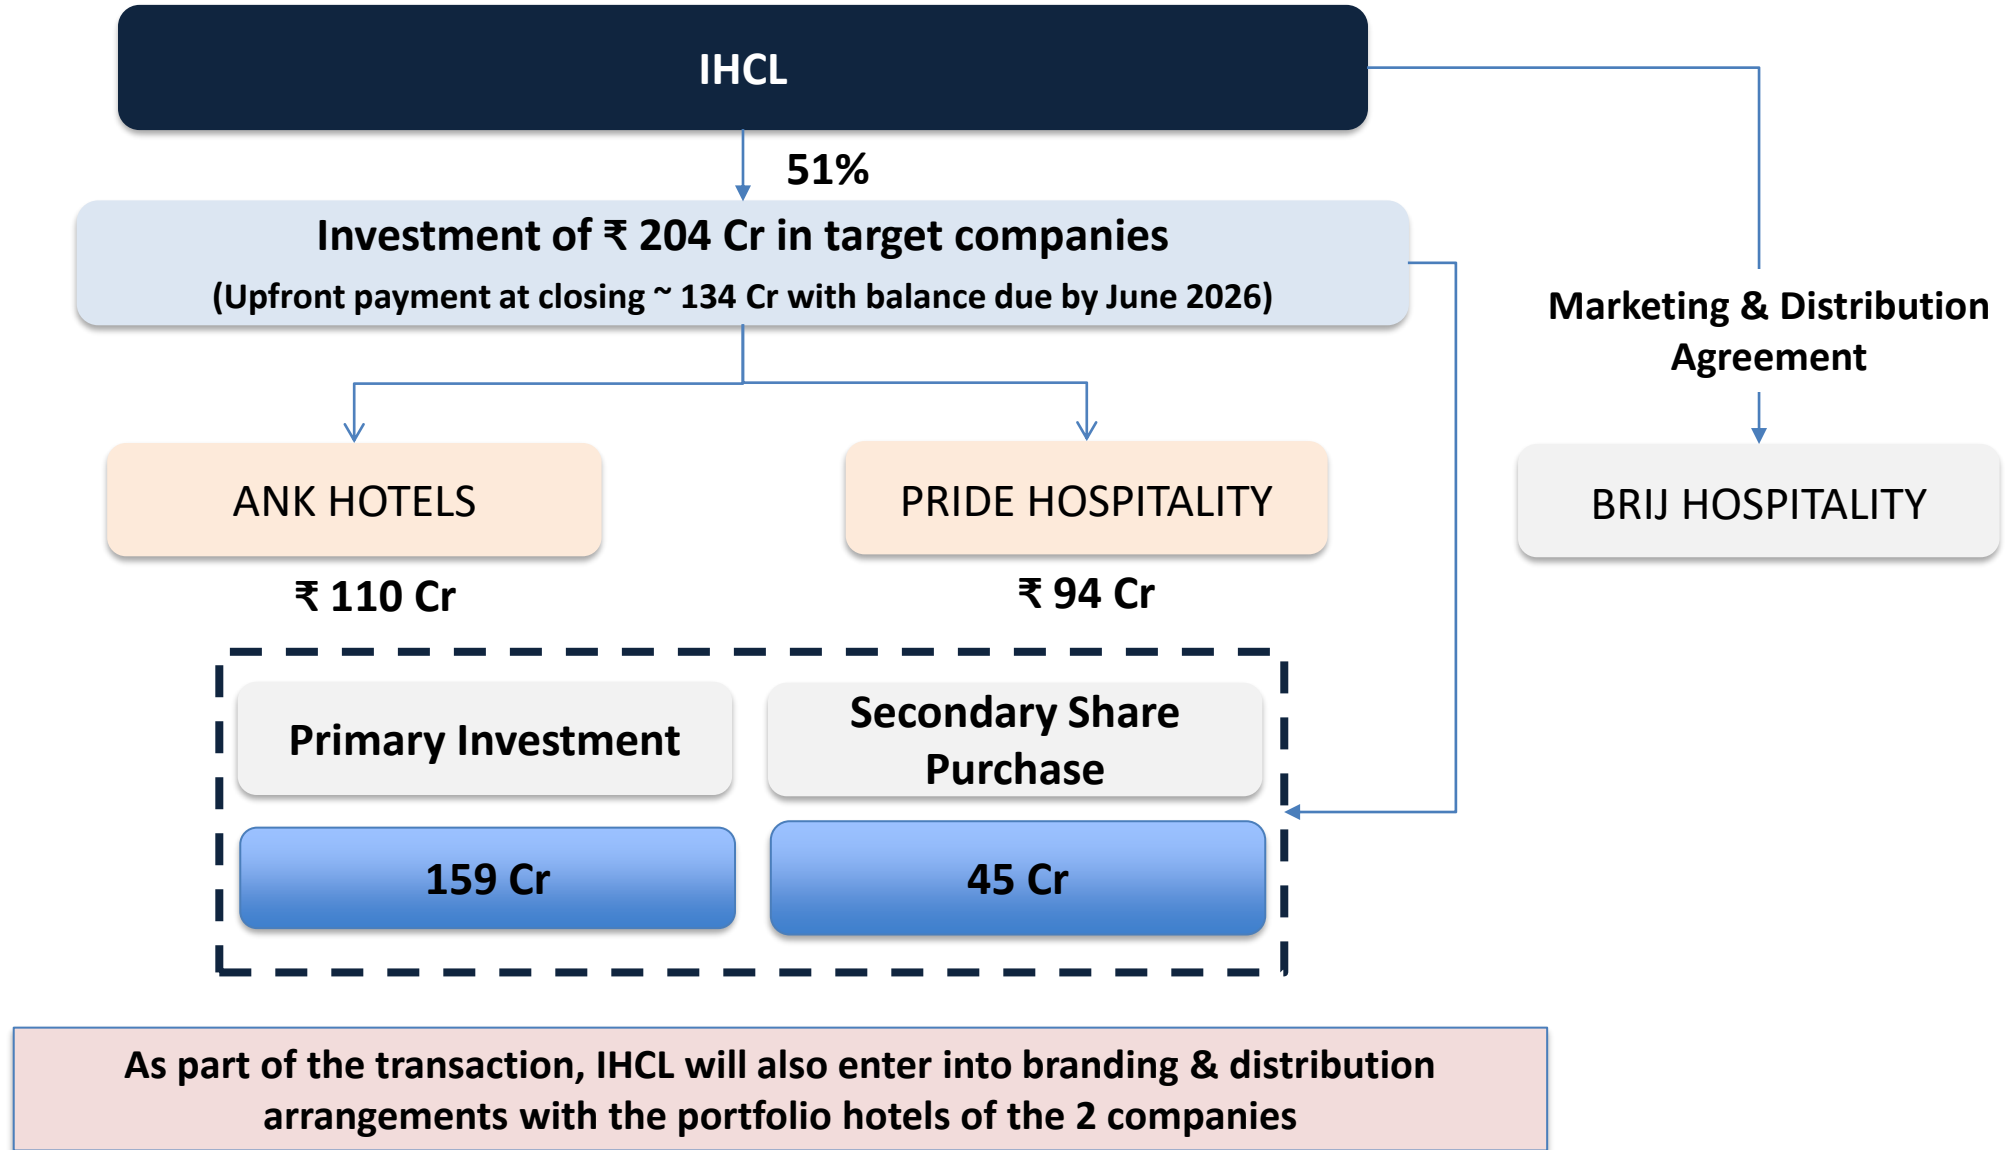 IHCL
51%
Investment of ₹ 204 Cr in target companies
(Upfront payment at closing ~ 134 Cr with balance due by June 2026)
Marketing & Distribution
Agreement
ANK HOTELS
PRIDE HOSPITALITY
BRIJ HOSPITALITY
₹ 110 Cr
₹ 94 Cr
Primary Investment
Secondary Share
Purchase
159 Cr
45 Cr
As part of the transaction, IHCL will also enter into branding & distribution
arrangements with the portfolio hotels of the 2 companies